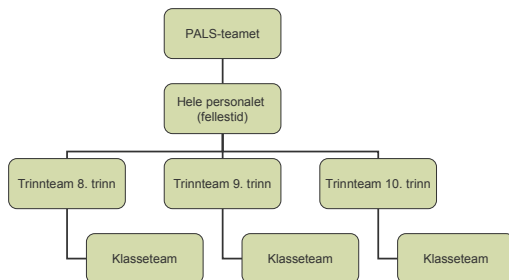 PALS-teamet
Hele personalet
(fellestid)
Trinnteam 8. trinn
Trinnteam 9. trinn
Trinnteam 10. trinn
Klasseteam
Klasseteam
Klasseteam